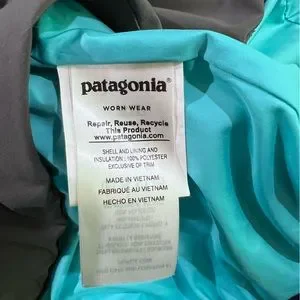 patagonia®
WORN WEAR
Repair, Reuse, Recycle
This Product
www.patagonia.com
SHELL AND LINING AND
INSULATION: 100% POLYESTER
EXCLUSIVE OF TRIM
MADE IN VIETNAM
FABRIQUÉ AU VIETNAM
HECHO EN VIETNAM